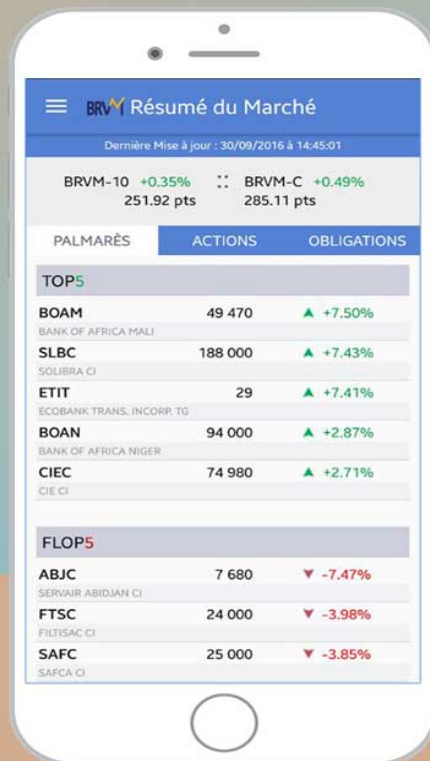 BRVM Résumé du Marché
Dernière Mise à jour : 30/09/2016 à 14:45:01
BRVM-10 +0.35% :: BRVM-C +0.49%
251.92 pts 285.11 pts
PALMARÈS ACTIONS OBLIGATIONS
TOP5
BOAM 49 470 ▲ +7.50%
BANK OF AFRICA MALI
SLBC 188 000 ▲ +7.43%
SOLIBRA CI
ETIT 29 ▲ +7.41%
ECOBANK TRANS. INCORP. TG
BOAN 94 000 ▲ +2.87%
BANK OF AFRICA NIGER
CIEC 74 980 ▲ +2.71%
CIE CI
FLOP5
ABJC 7 680 ▼ -7.47%
SERVAIR ABIDJAN CI
FTSC 24 000 ▼ -3.98%
FILTISAC CI
SAFC 25 000 ▼ -3.85%
SAFCA CI